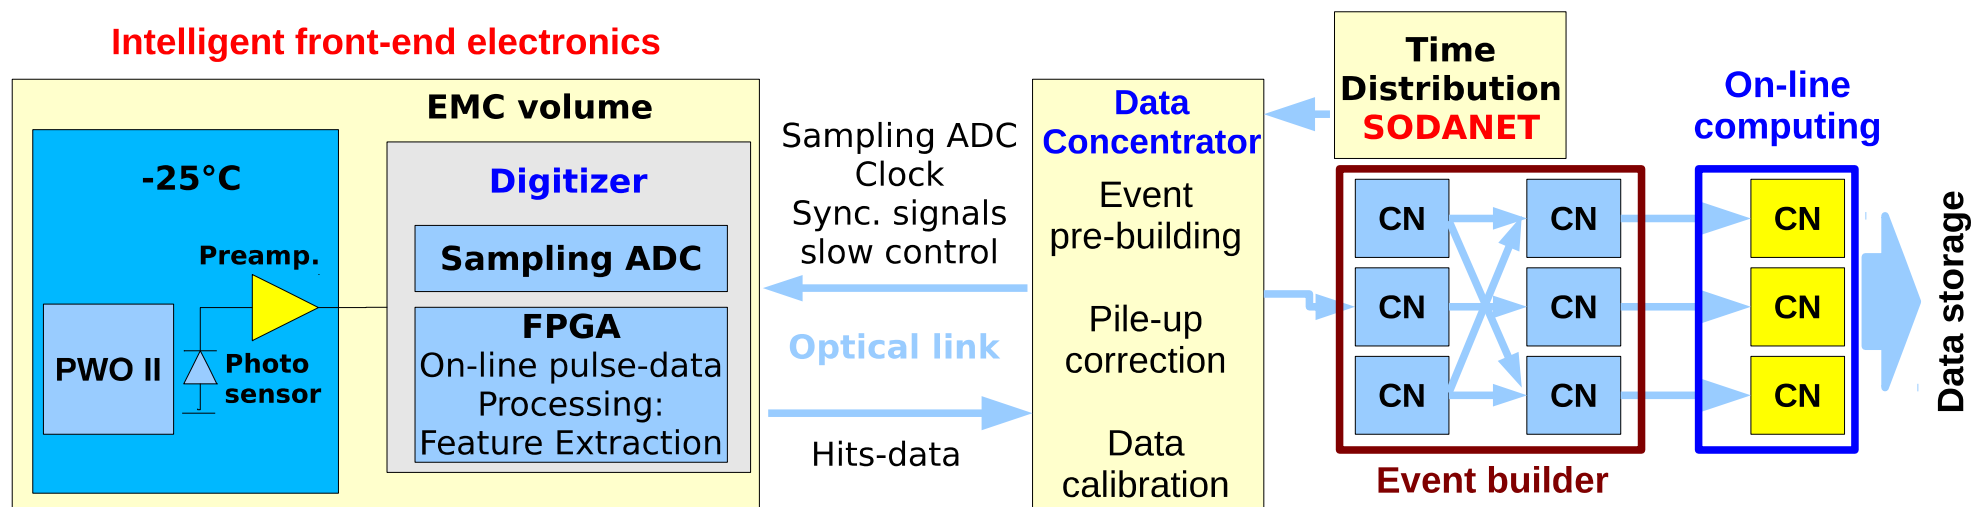 Intelligent front-end electronics
EMC volume
-25°C
Preamp.
PWO II
Photo
sensor
Digitizer
Sampling ADC
FPGA
On-line pulse-data
Processing:
Feature Extraction
Sampling ADC
Clock
Sync. signals
slow control
Optical link
Hits-data
Data
Concentrator
Event
pre-building
Pile-up
correction
Data
calibration
Time
Distribution
SODANET
CN CN
CN CN
CN CN
Event builder
On-line
computing
CN
CN
CN
Data storage